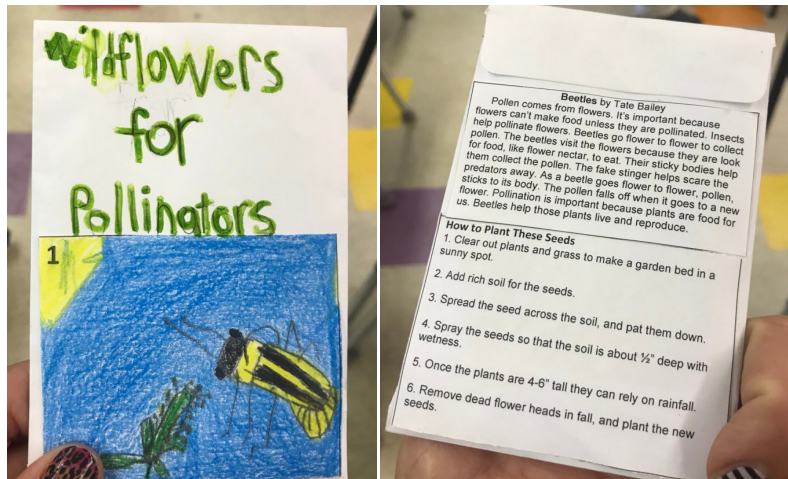 wildflowers
for
Pollinators
1
Beetles by Tate Bailey
Pollen comes from flowers. It's important because
flowers can't make food unless they are pollinated. Insects
help pollinate flowers. Beetles go flower to flower to collect
pollen. The beetles visit the flowers because they are look
for food, like flower nectar, to eat. Their sticky bodies help
them collect the pollen. The fake stinger helps scare the
predators away. As a beetle goes flower to flower, pollen,
sticks to its body. The pollen falls off when it goes to a new
flower. Pollination is important because plants are food for
us. Beetles help those plants live and reproduce.
How to Plant These Seeds
1. Clear out plants and grass to make a garden bed in a
sunny spot.
2. Add rich soil for the seeds.
3. Spread the seed across the soil, and pat them down.
4. Spray the seeds so that the soil is about ½" deep with
wetness.
5. Once the plants are 4-6" tall they can rely on rainfall.
6. Remove dead flower heads in fall, and plant the new
seeds.